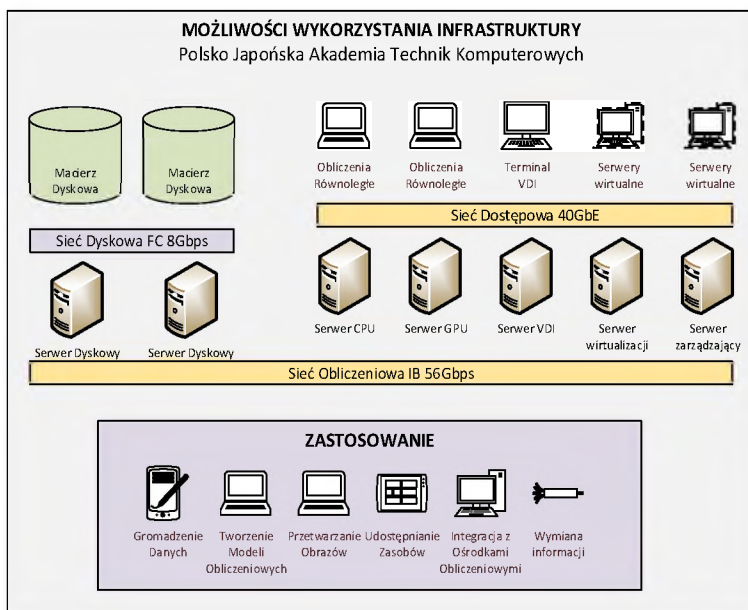 MOŻLIWOŚCI WYKORZYSTANIA INFRASTRUKTURY
Polsko Japońska Akademia Technik Komputerowych
Macierz
Dyskowa
Macierz
Dyskowa
Obliczenia
Równoległe
Obliczenia
Równoległe
Terminal
VDI
Serwery
wirtualne
Serwery
wirtualne
Sieć Dostępowa 40GbE
Sieć Dyskowa FC 8Gbps
Serwer Dyskowy
Serwer Dyskowy
Serwer CPU
Serwer GPU
Serwer VDI
Serwer
wirtualizacji
Serwer
zarządzający
Sieć Obliczeniowa IB 56Gbps
ZASTOSOWANIE
Gromadzenie
Danych
Tworzenie
Modeli
Obliczeniowych
Przetwarzanie
Obrazów
Udostępnianie
Zasobów
Integracja z
Ośrodkami
Obliczeniowymi
Wymiana
informacji